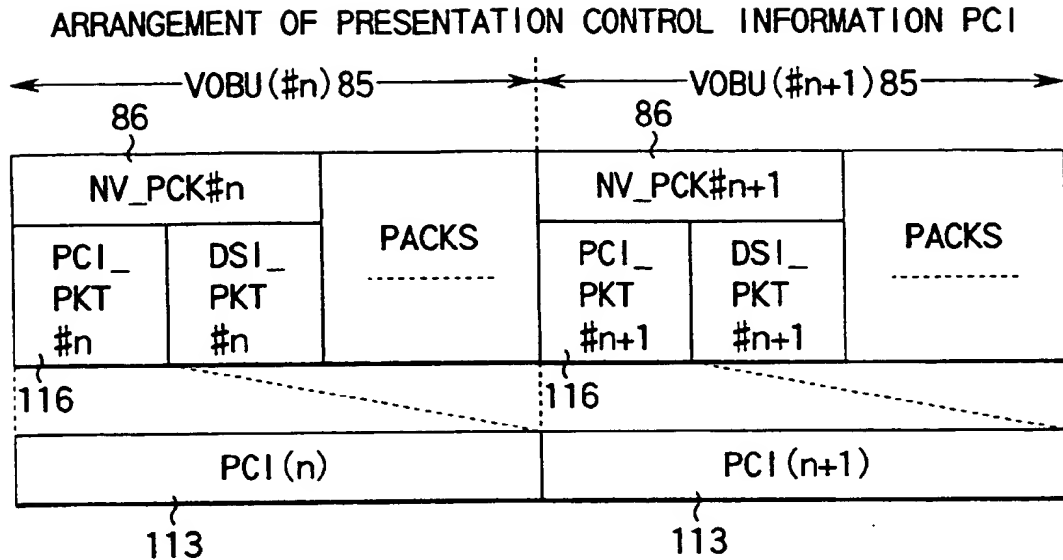 ARRANGEMENT OF PRESENTATION CONTROL INFORMATION PCI
VOBU(#n)85 VOBU(#n+1)85
86 86
NV_PCK#n NV_PCK#n+1
PCI_ DSI_ PACKS PCI_ DSI_ PACKS
PKT PKT PKT PKT
#n #n #n+1 #n+1
116 116
PCI(n) PCI(n+1)
113 113